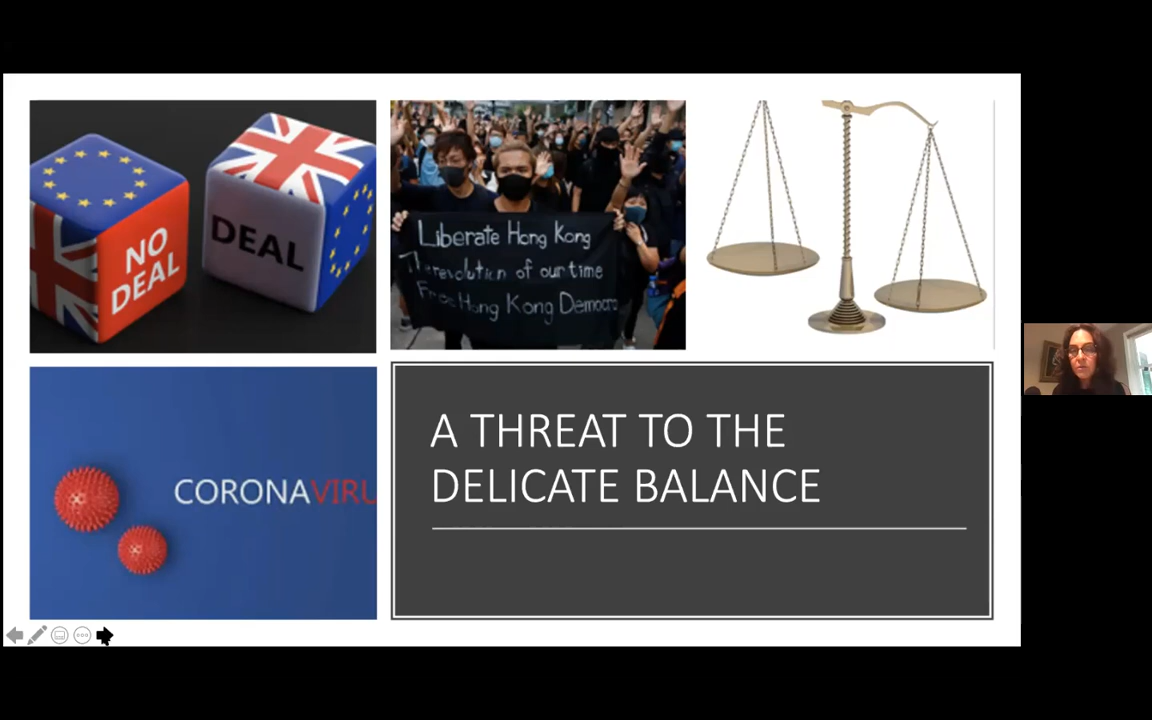 NO
DEAL
DEAL
Liberate Hong Kong
The revolution of our time
Free Hong Kong Democra
CORONAVIRU
A THREAT TO THE
DELICATE BALANCE